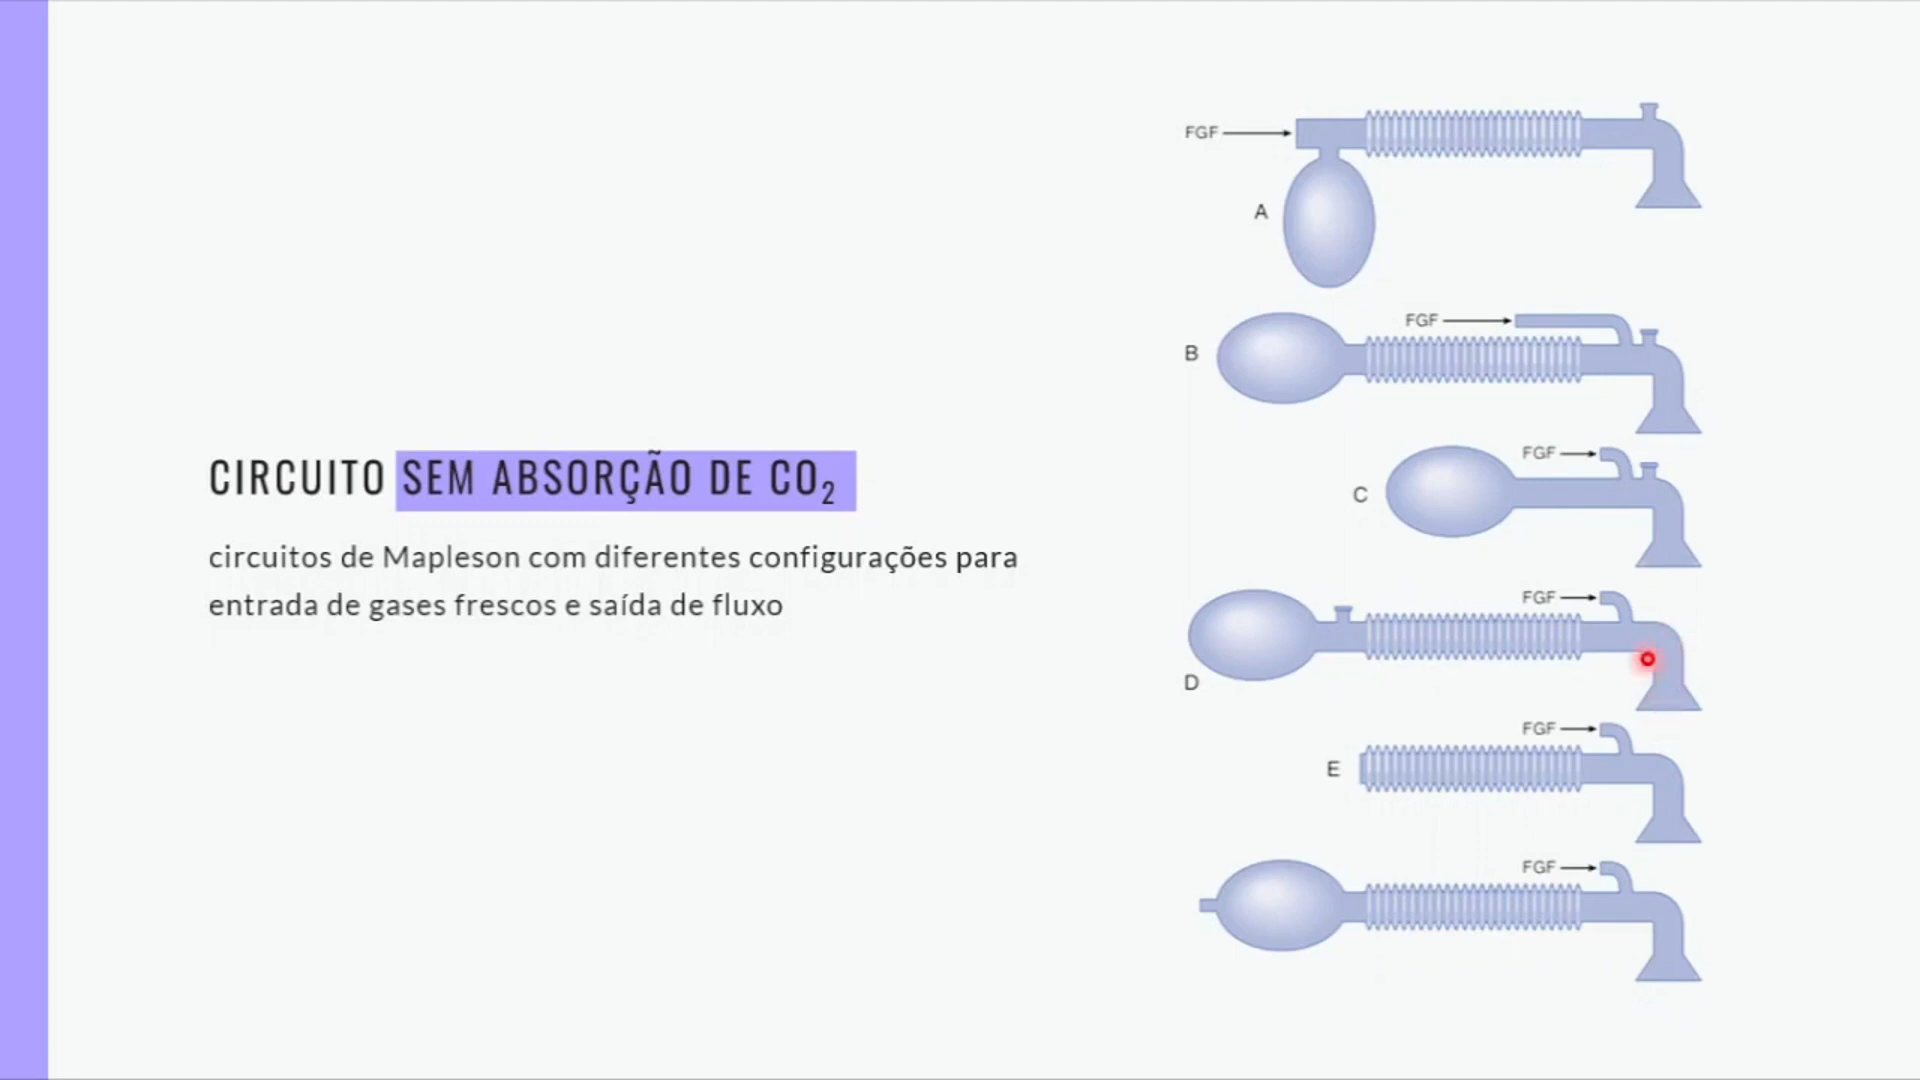 CIRCUITO SEM ABSORÇÃO DE CO₂
circuitos de Mapleson com diferentes configurações para
entrada de gases frescos e saída de fluxo
FGF
A
FGF
B
FGF
C
FGF
D
FGF
E
FGF